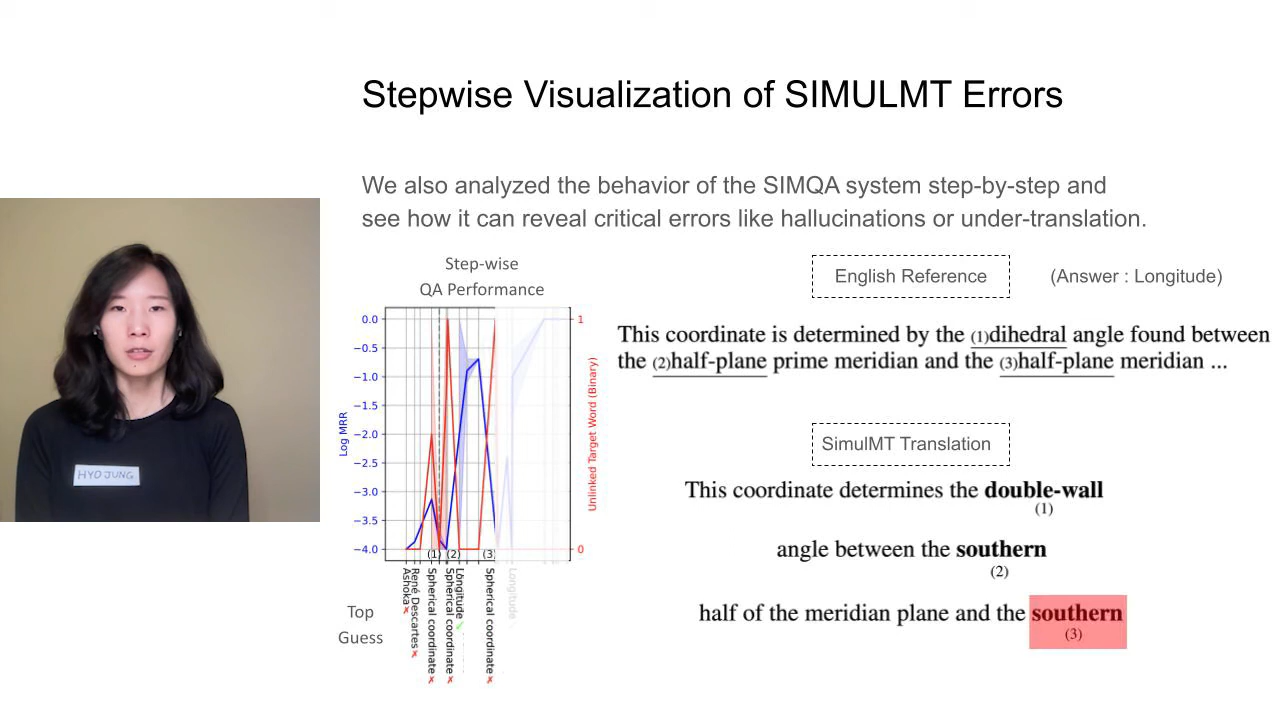 Stepwise Visualization of SIMULMT Errors
We also analyzed the behavior of the SIMQA system step-by-step and
see how it can reveal critical errors like hallucinations or under-translation.
HYOJUNG
Step-wise
QA Performance
0.0
−0.5
−1.0
−1.5
−2.0
−2.5
−3.0
−3.5
−4.0
Log MRR
1
0
Unlinked Target Word (Binary)
(1) (2) (3)
Ashoka ✗
René Descartes ✗
Spherical coordinate ✗
Spherical coordinate ✗
Longitude ✓
Spherical coordinate ✗
Longitude
Top
Guess
English Reference
(Answer : Longitude)
This coordinate is determined by the (1)dihedral angle found between
the (2)half-plane prime meridian and the (3)half-plane meridian ...
SimulMT Translation
This coordinate determines the double-wall
(1)
angle between the southern
(2)
half of the meridian plane and the southern
(3)